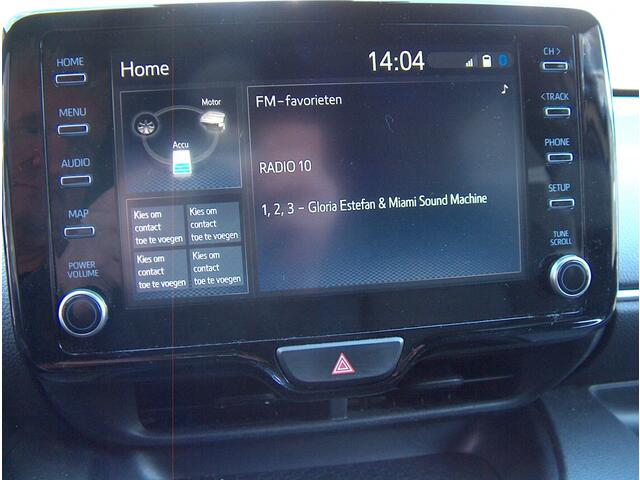 HOME
MENU
AUDIO
MAP
POWER
VOLUME
Home
14:04
Motor
Accu
Kies om
contact
toe te voegen
Kies om
contact
toe te voegen
Kies om
contact
toe te voegen
Kies om
contact
toe te voegen
FM-favorieten
RADIO 10
1, 2, 3 - Gloria Estefan & Miami Sound Machine
CH >
<TRACK
PHONE
SETUP
TUNE
SCROLL